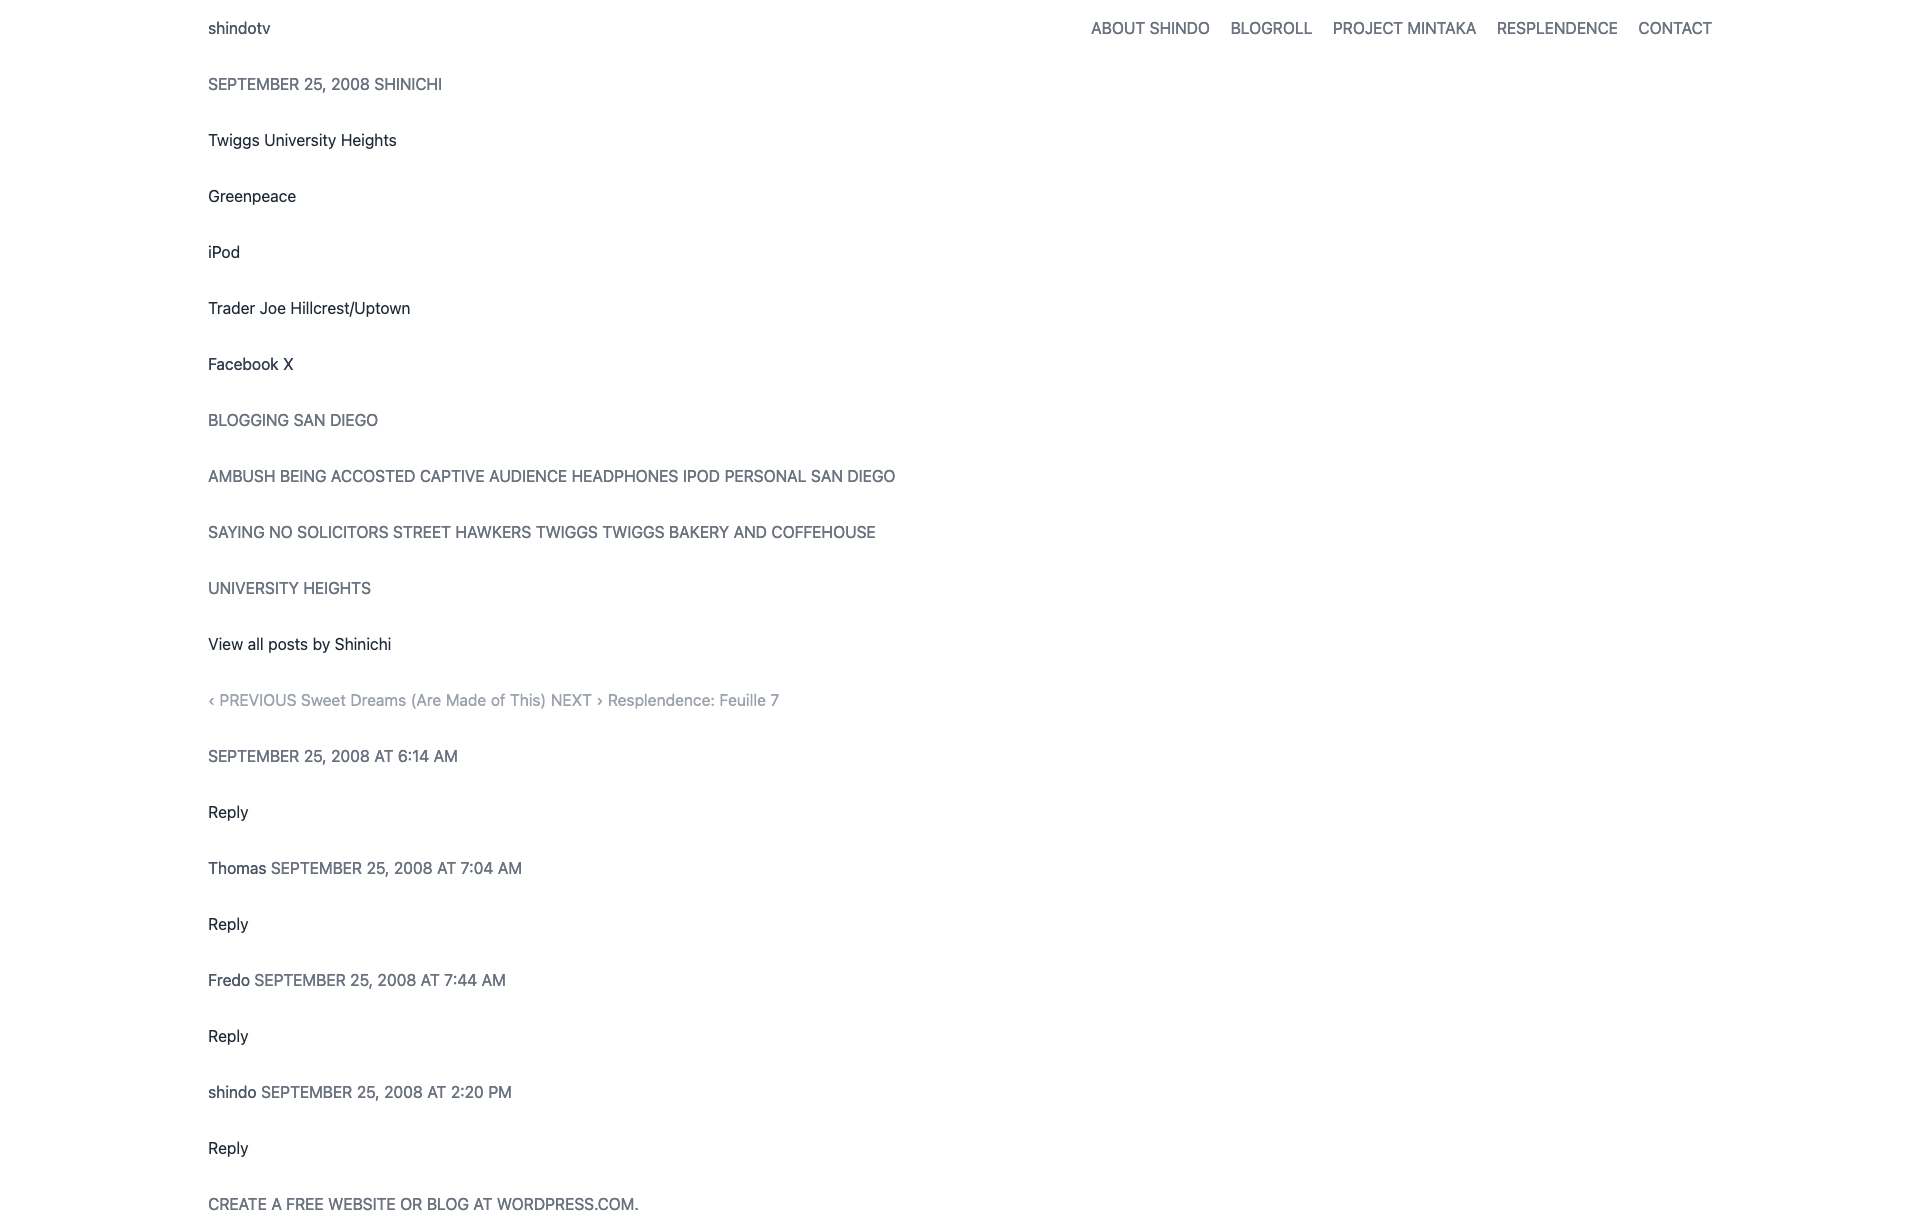 shindotv ABOUT SHINDO BLOGROLL PROJECT MINTAKA RESPLENDENCE CONTACT
SEPTEMBER 25, 2008 SHINICHI
Twiggs University Heights
Greenpeace
iPod
Trader Joe Hillcrest/Uptown
Facebook X
BLOGGING SAN DIEGO
AMBUSH BEING ACCOSTED CAPTIVE AUDIENCE HEADPHONES IPOD PERSONAL SAN DIEGO
SAYING NO SOLICITORS STREET HAWKERS TWIGGS TWIGGS BAKERY AND COFFEHOUSE
UNIVERSITY HEIGHTS
View all posts by Shinichi
‹ PREVIOUS Sweet Dreams (Are Made of This) NEXT › Resplendence: Feuille 7
SEPTEMBER 25, 2008 AT 6:14 AM
Reply
Thomas SEPTEMBER 25, 2008 AT 7:04 AM
Reply
Fredo SEPTEMBER 25, 2008 AT 7:44 AM
Reply
shindo SEPTEMBER 25, 2008 AT 2:20 PM
Reply
CREATE A FREE WEBSITE OR BLOG AT WORDPRESS.COM.